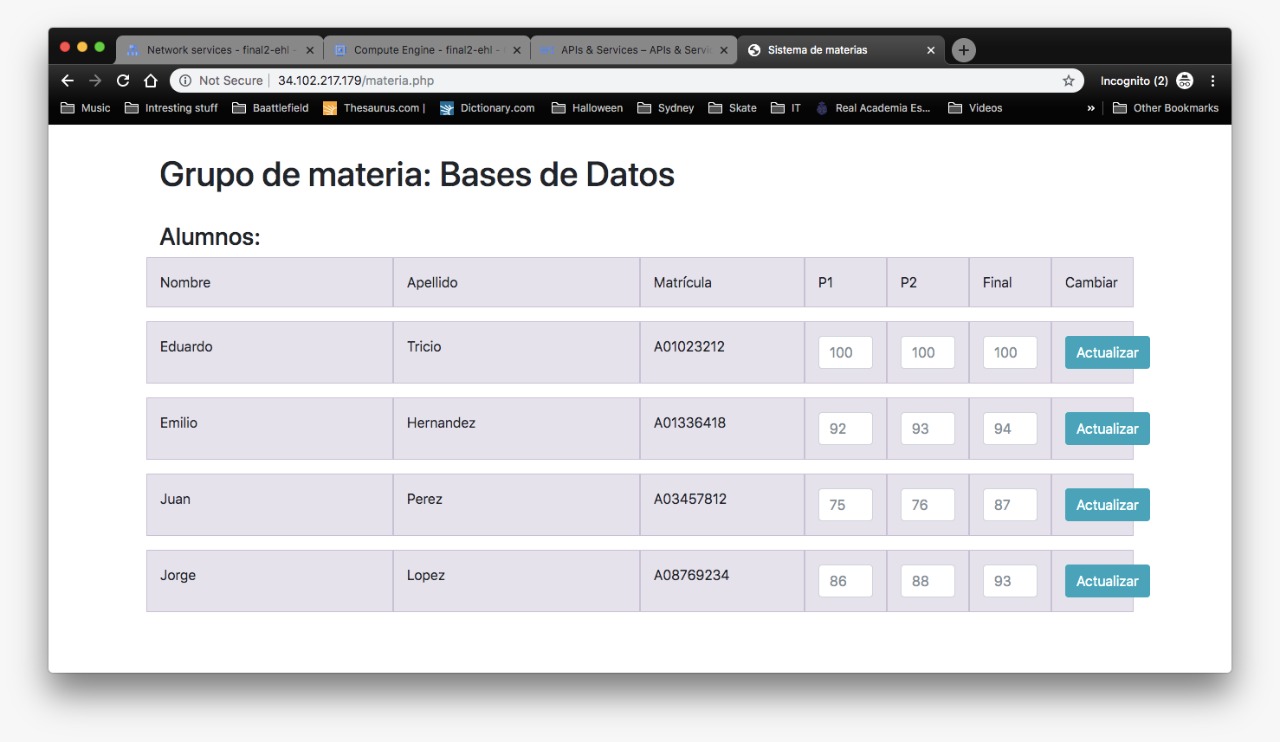 Network services - final2-ehl -
Compute Engine - final2-ehl -
APIs & Services – APIs & Servi
Sistema de materias
Not Secure | 34.102.217.179/materia.php
Incognito (2)
Music Intresting stuff Baattlefield Thesaurus.com | Dictionary.com Halloween Sydney Skate IT Real Academia Es... Videos » Other Bookmarks
Grupo de materia: Bases de Datos
Alumnos:
Nombre Apellido Matrícula P1 P2 Final Cambiar
Eduardo Tricio A01023212 100 100 100 Actualizar
Emilio Hernandez A01336418 92 93 94 Actualizar
Juan Perez A03457812 75 76 87 Actualizar
Jorge Lopez A08769234 86 88 93 Actualizar